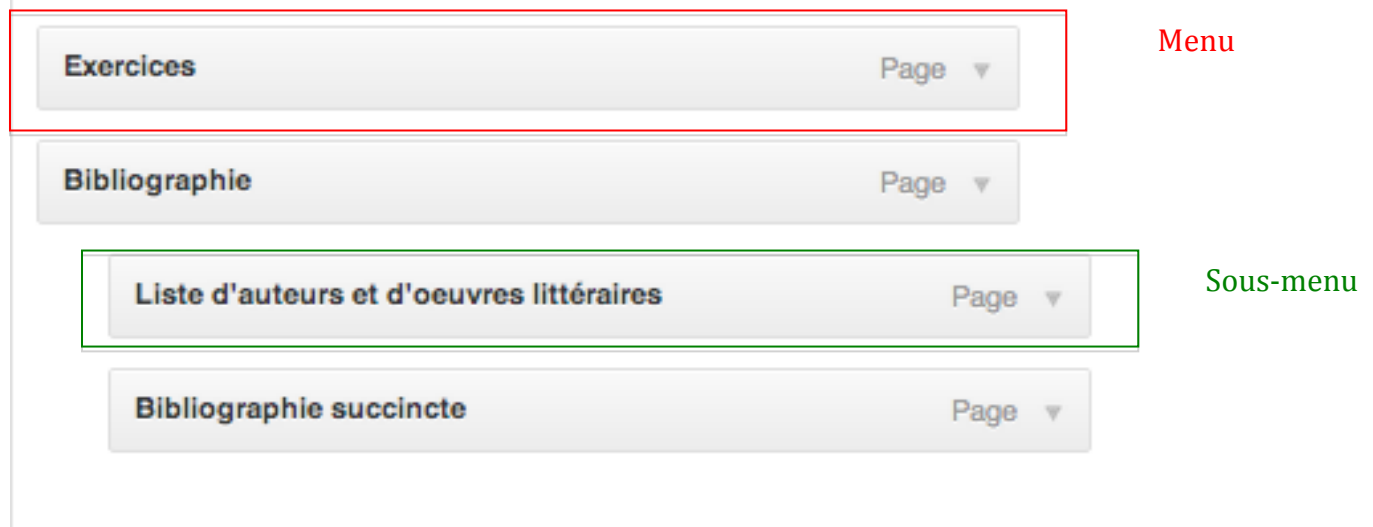 Menu
Exercices Page
Bibliographie Page
Liste d'auteurs et d'oeuvres littéraires Page
Sous-menu
Bibliographie succincte Page